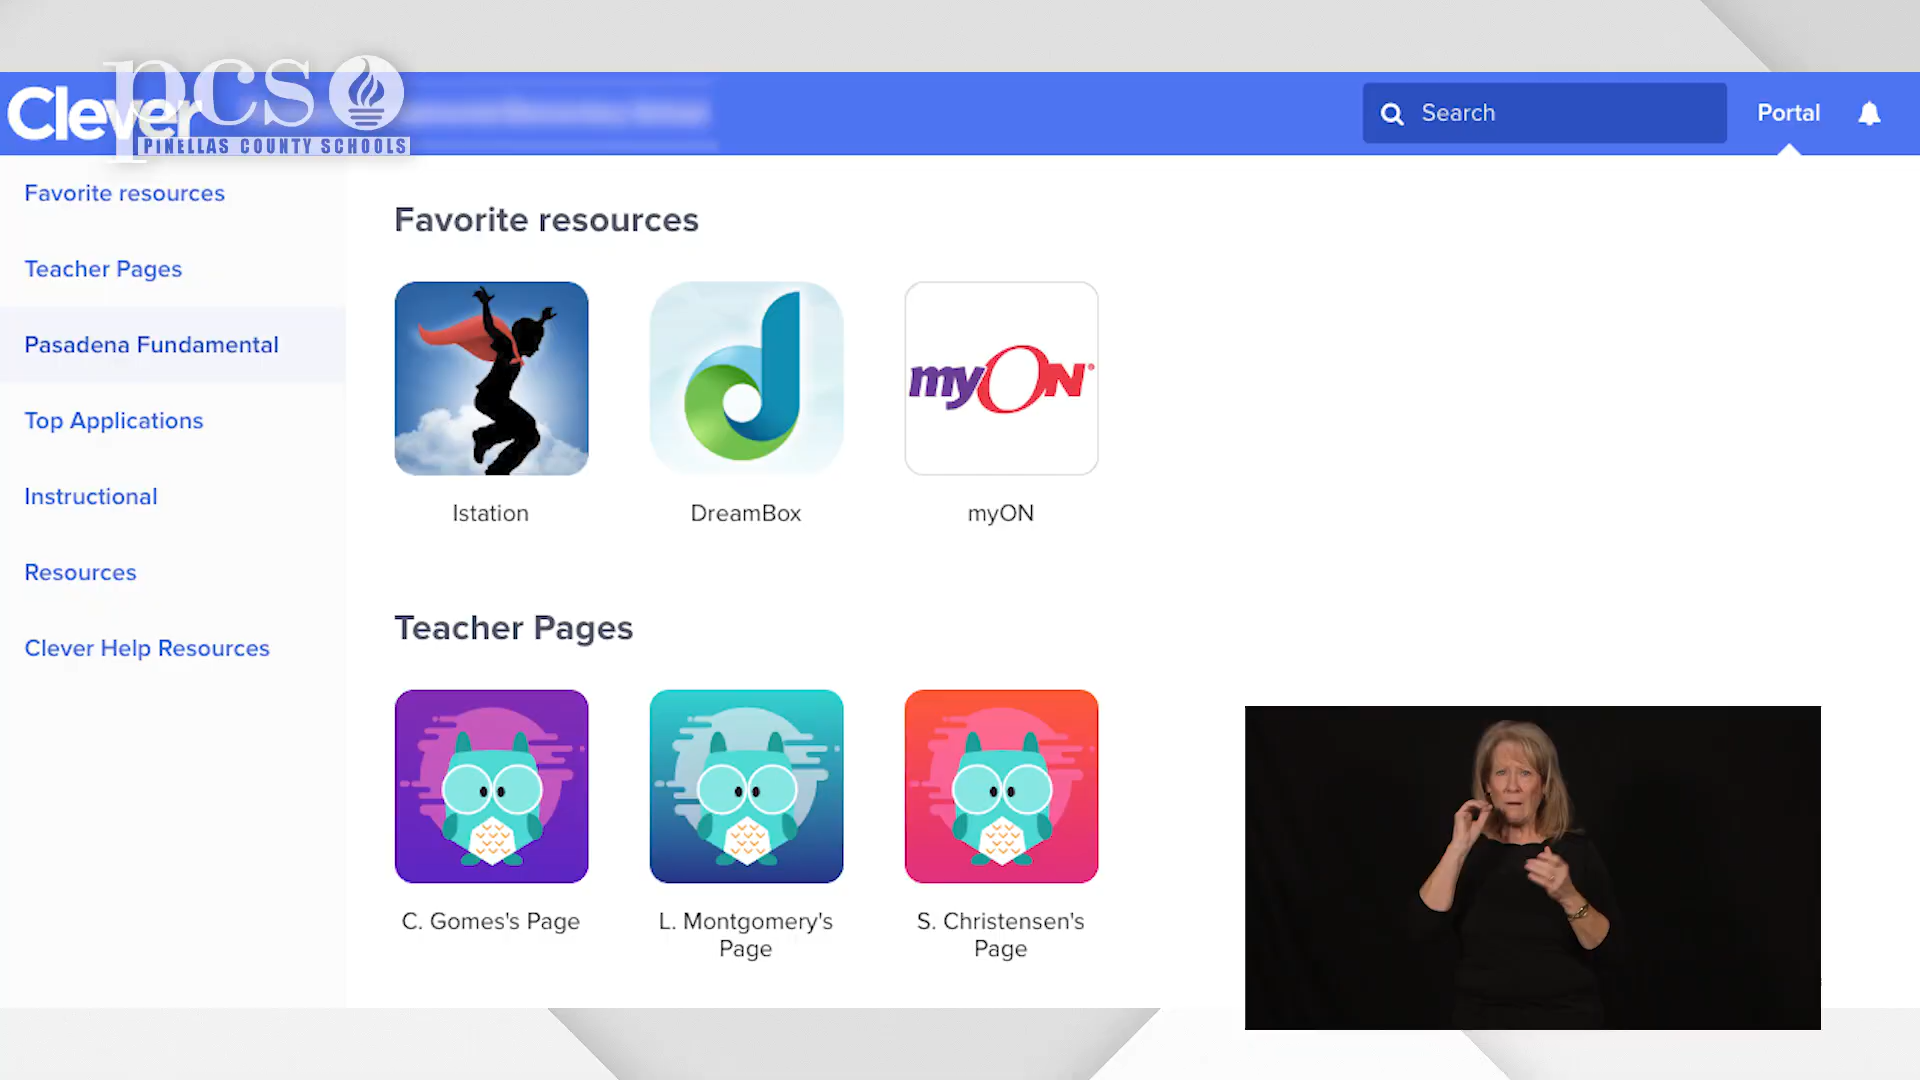 pcs
PINELLAS COUNTY SCHOOLS
Clever
Search
Portal
Favorite resources
Teacher Pages
Pasadena Fundamental
Top Applications
Instructional
Resources
Clever Help Resources
Favorite resources
myON
Istation
DreamBox
myON
Teacher Pages
C. Gomes's Page
L. Montgomery's
Page
S. Christensen's
Page